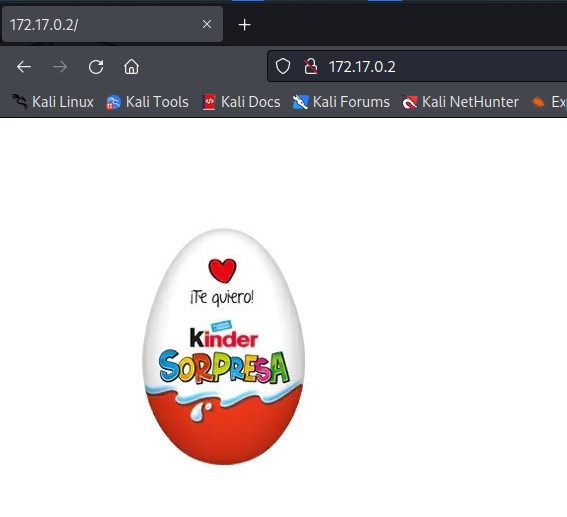 172.17.0.2/
172.17.0.2
Kali Linux Kali Tools Kali Docs Kali Forums Kali NetHunter Ex
¡Te quiero!
Kinder
SORPRESA